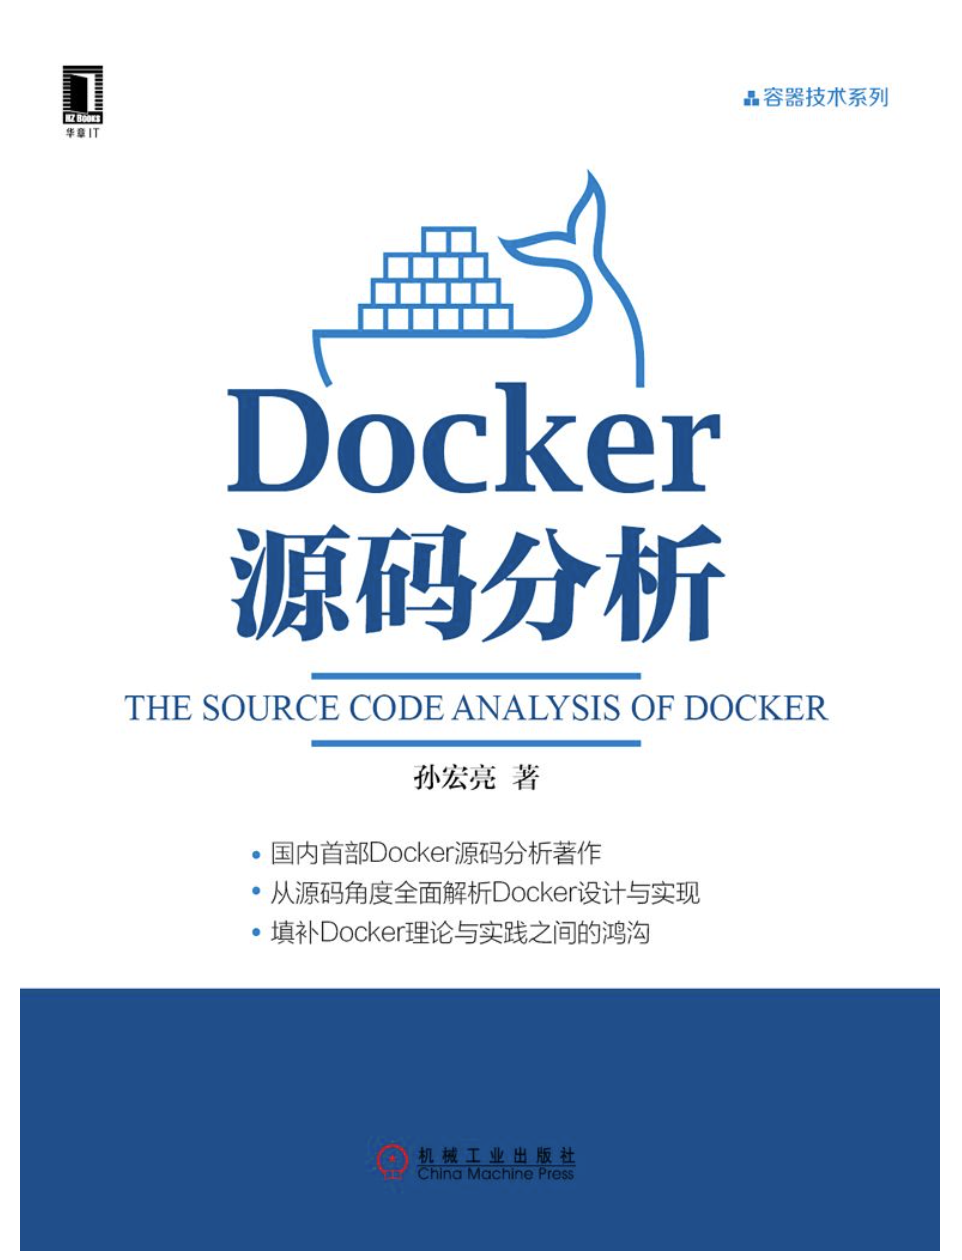 HZ BOOKS
华章IT
容器技术系列
Docker
源码分析
THE SOURCE CODE ANALYSIS OF DOCKER
孙宏亮 著
• 国内首部Docker源码分析著作
• 从源码角度全面解析Docker设计与实现
• 填补Docker理论与实践之间的鸿沟
机械工业出版社
China Machine Press